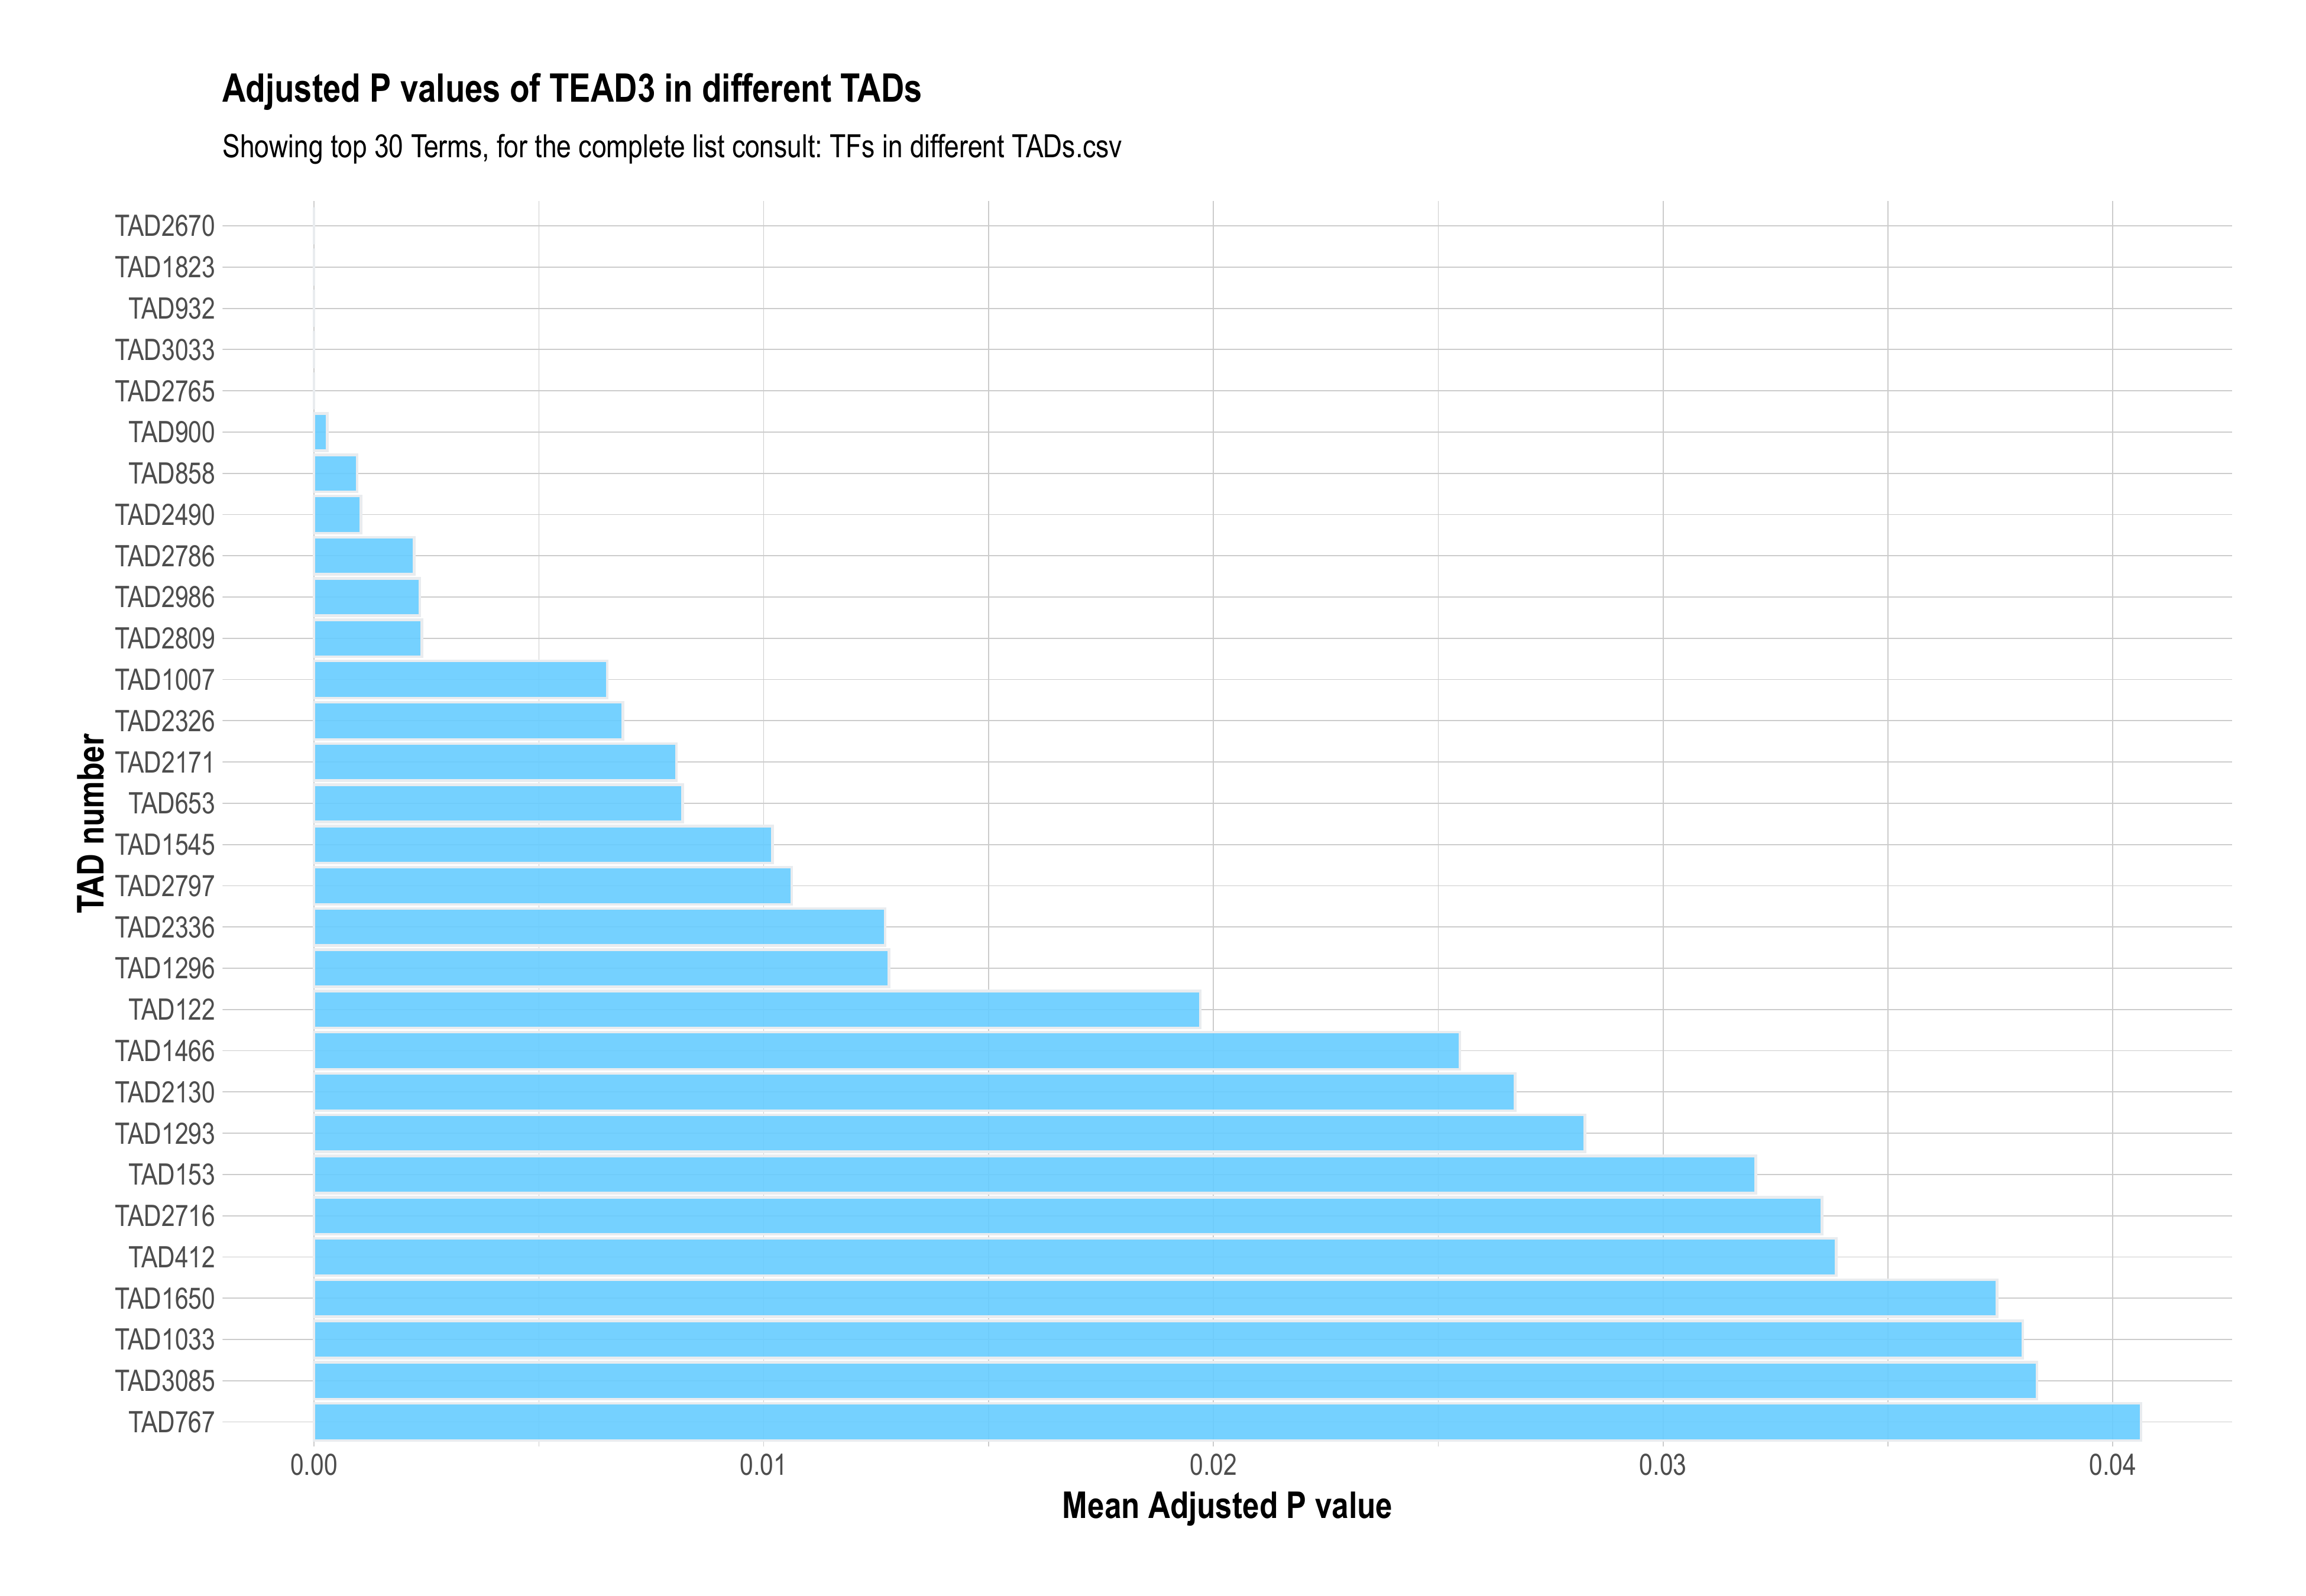 Adjusted P values of TEAD3 in different TADs
Showing top 30 Terms, for the complete list consult: TFs in different TADs.csv
TAD number
TAD2670
TAD1823
TAD932
TAD3033
TAD2765
TAD900
TAD858
TAD2490
TAD2786
TAD2986
TAD2809
TAD1007
TAD2326
TAD2171
TAD653
TAD1545
TAD2797
TAD2336
TAD1296
TAD122
TAD1466
TAD2130
TAD1293
TAD153
TAD2716
TAD412
TAD1650
TAD1033
TAD3085
TAD767
0.00 0.01 0.02 0.03 0.04
Mean Adjusted P value